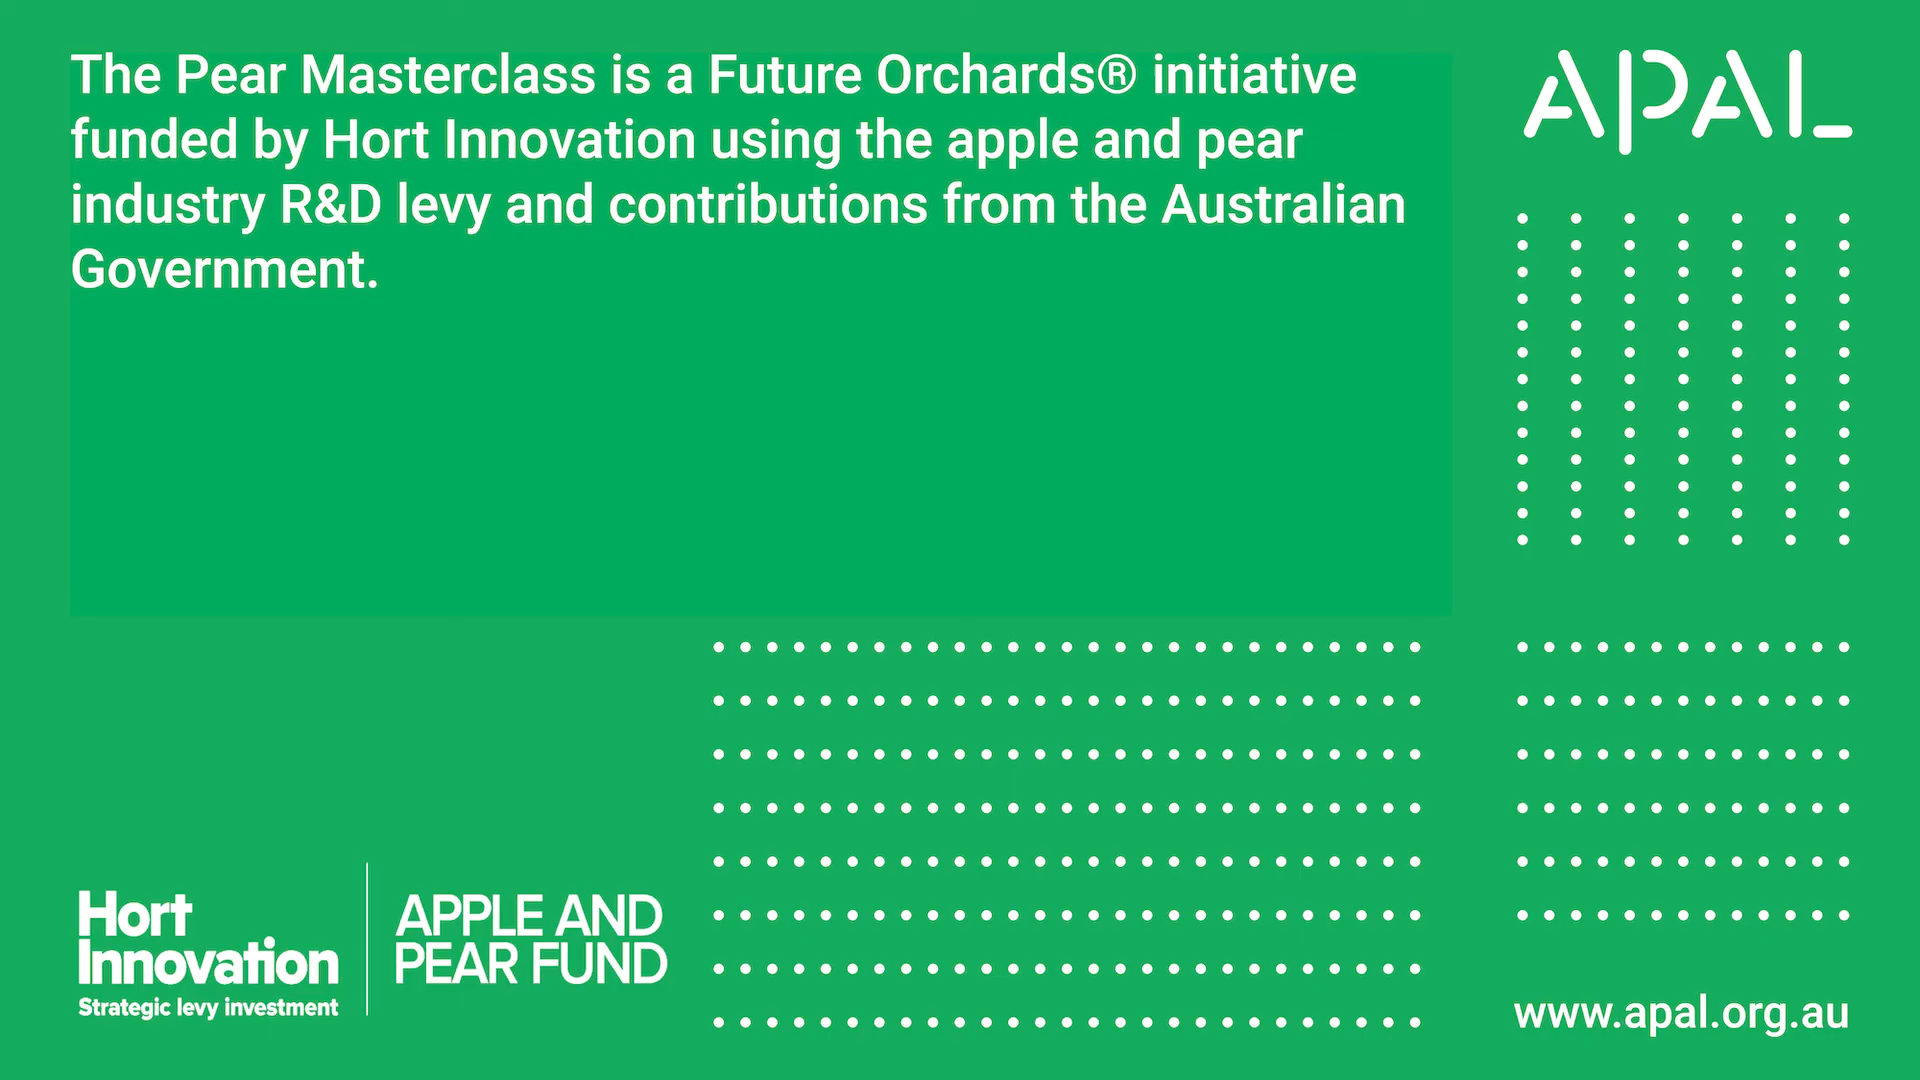 The Pear Masterclass is a Future Orchards® initiative
funded by Hort Innovation using the apple and pear
industry R&D levy and contributions from the Australian
Government.
APAL
Hort
Innovation
Strategic levy investment
APPLE AND
PEAR FUND
www.apal.org.au